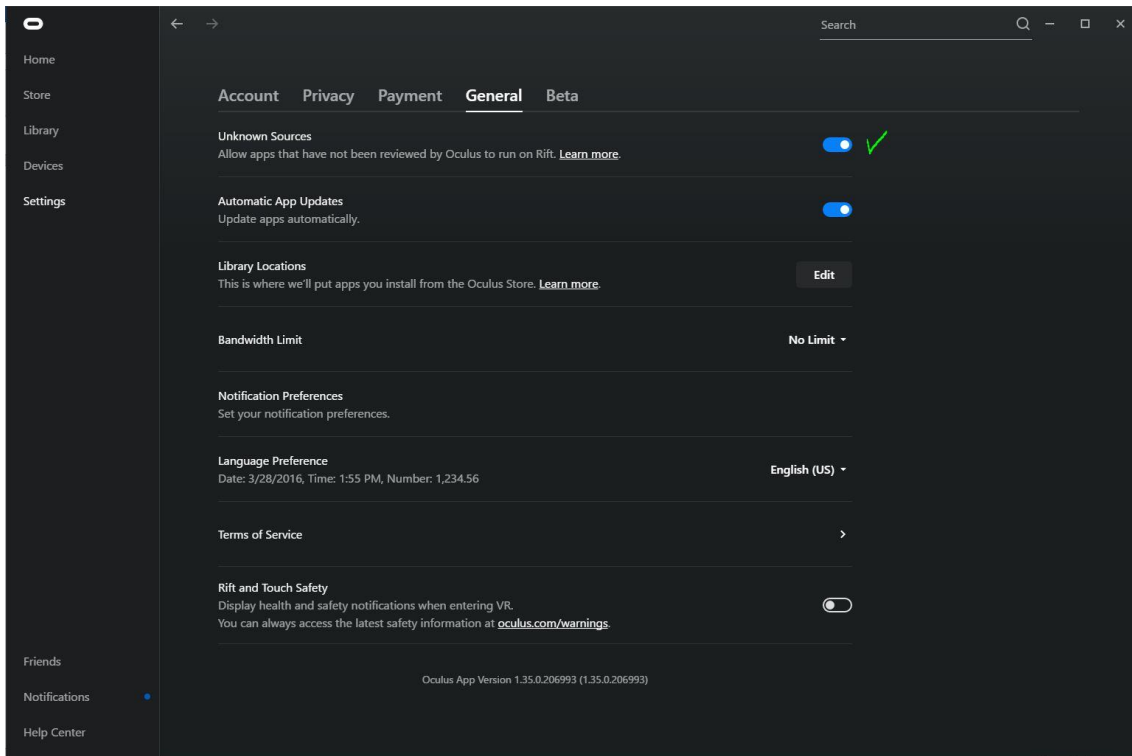 Search
Home
Store
Library
Devices
Settings
Account Privacy Payment General Beta
Unknown Sources
Allow apps that have not been reviewed by Oculus to run on Rift. Learn more.
Automatic App Updates
Update apps automatically.
Library Locations
This is where we'll put apps you install from the Oculus Store. Learn more.
Edit
Bandwidth Limit
No Limit
Notification Preferences
Set your notification preferences.
Language Preference
Date: 3/28/2016, Time: 1:55 PM, Number: 1,234.56
English (US)
Terms of Service
Rift and Touch Safety
Display health and safety notifications when entering VR.
You can always access the latest safety information at oculus.com/warnings.
Oculus App Version 1.35.0.206993 (1.35.0.206993)
Friends
Notifications
Help Center